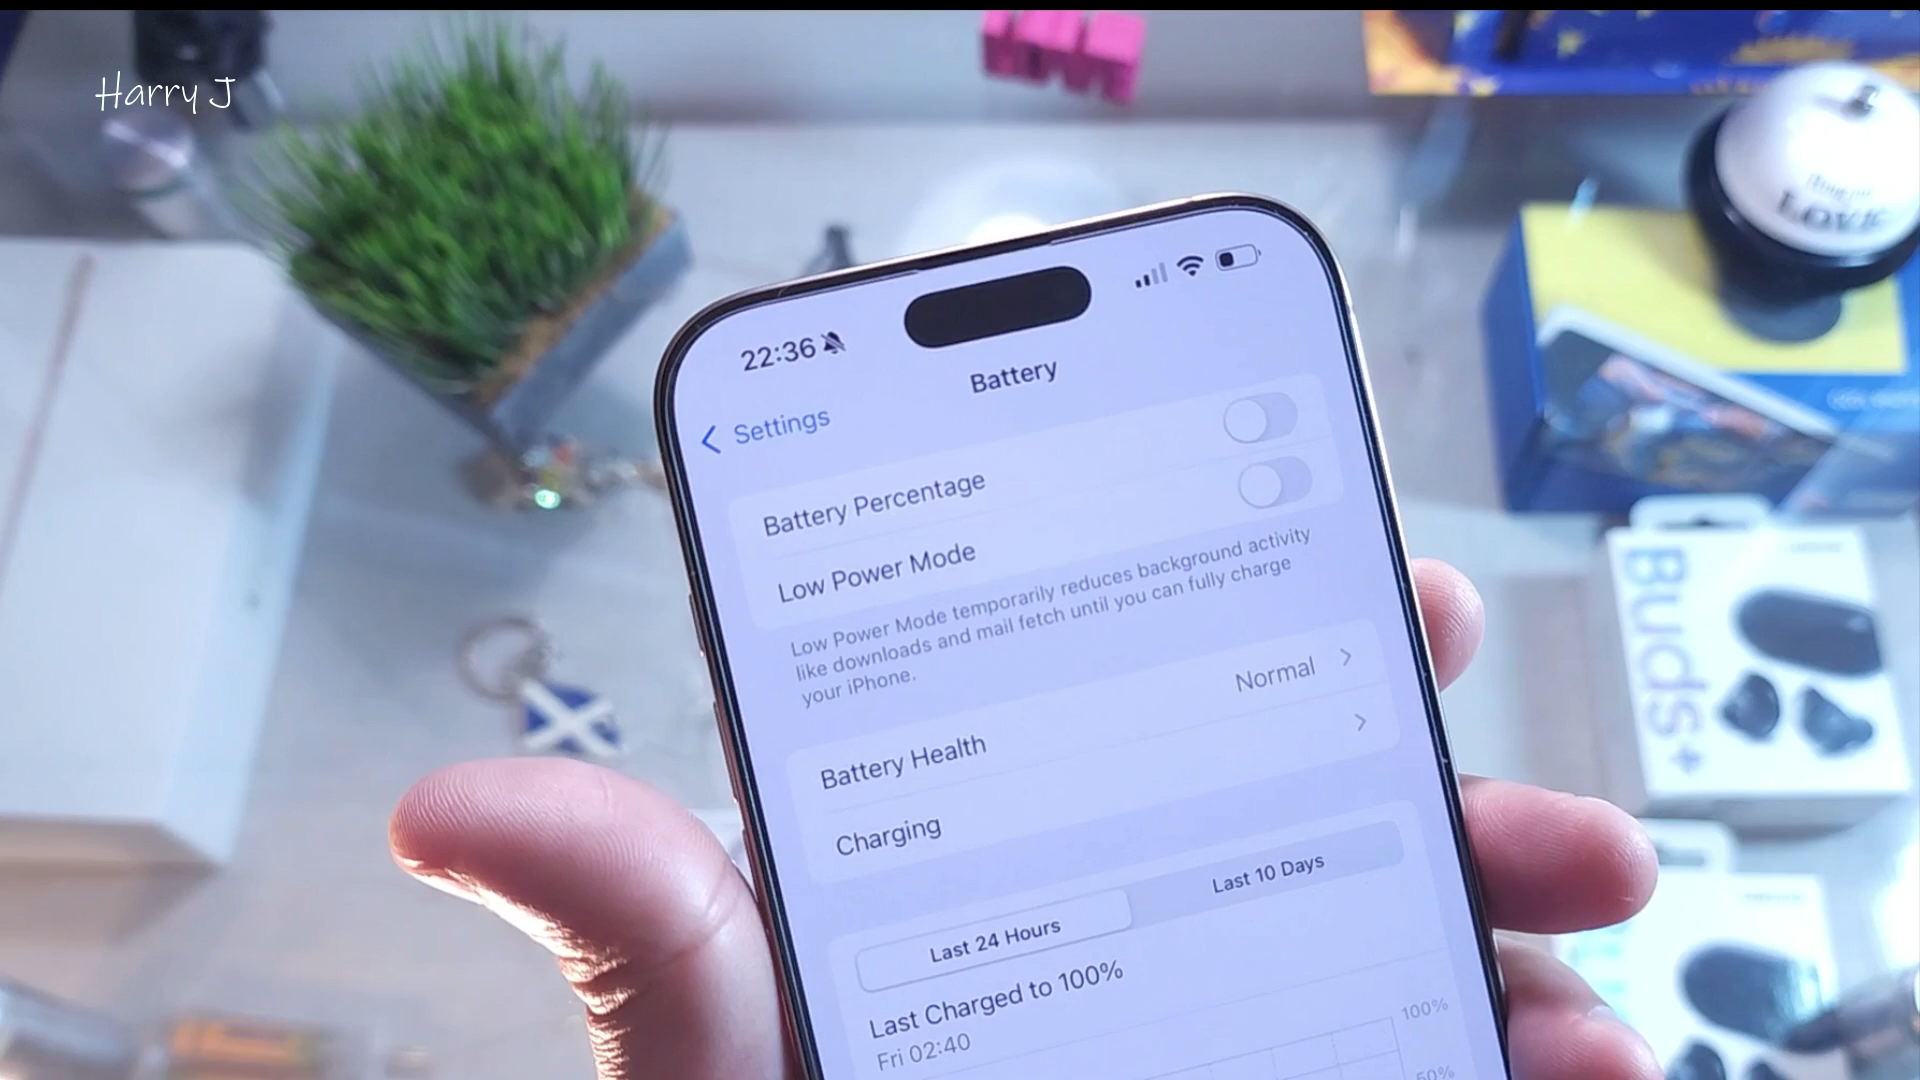 Harry J
LOVE
22:36
Battery
Settings
Battery Percentage
Low Power Mode
Low Power Mode temporarily reduces background activity
like downloads and mail fetch until you can fully charge
your iPhone.
Battery Health
Normal
Charging
Last 24 Hours
Last 10 Days
Last Charged to 100%
Fri 02:40
100%
50%
Buds+